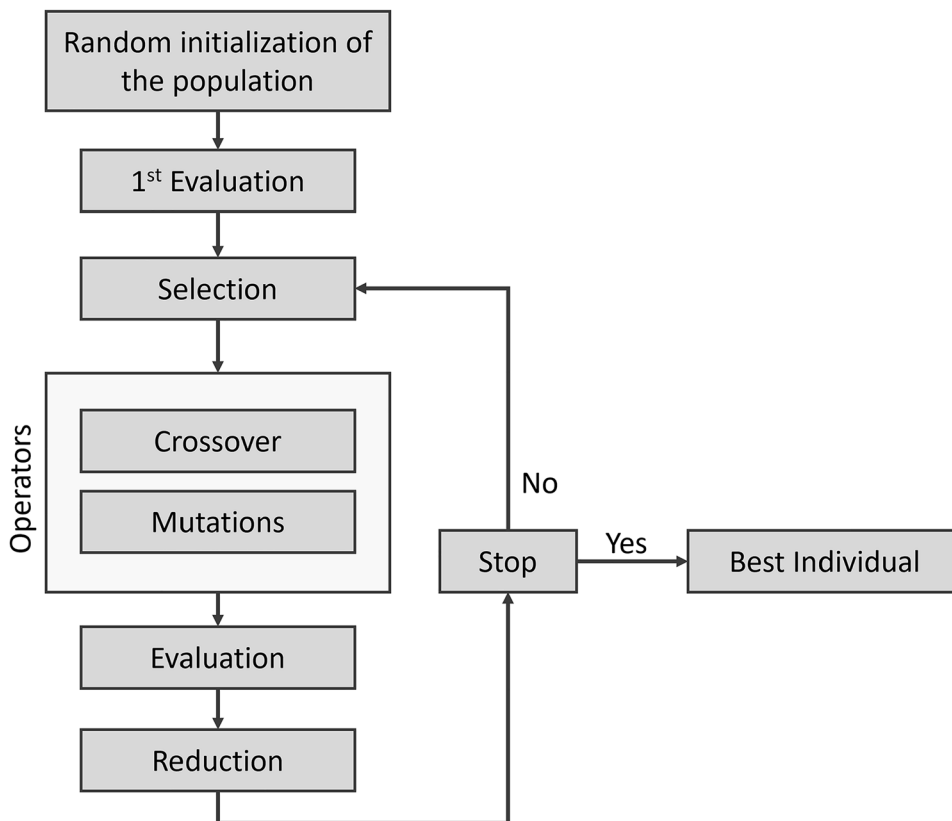 Random initialization of
the population
1st Evaluation
Selection
Operators
Crossover
Mutations
No
Stop
Yes
Best Individual
Evaluation
Reduction